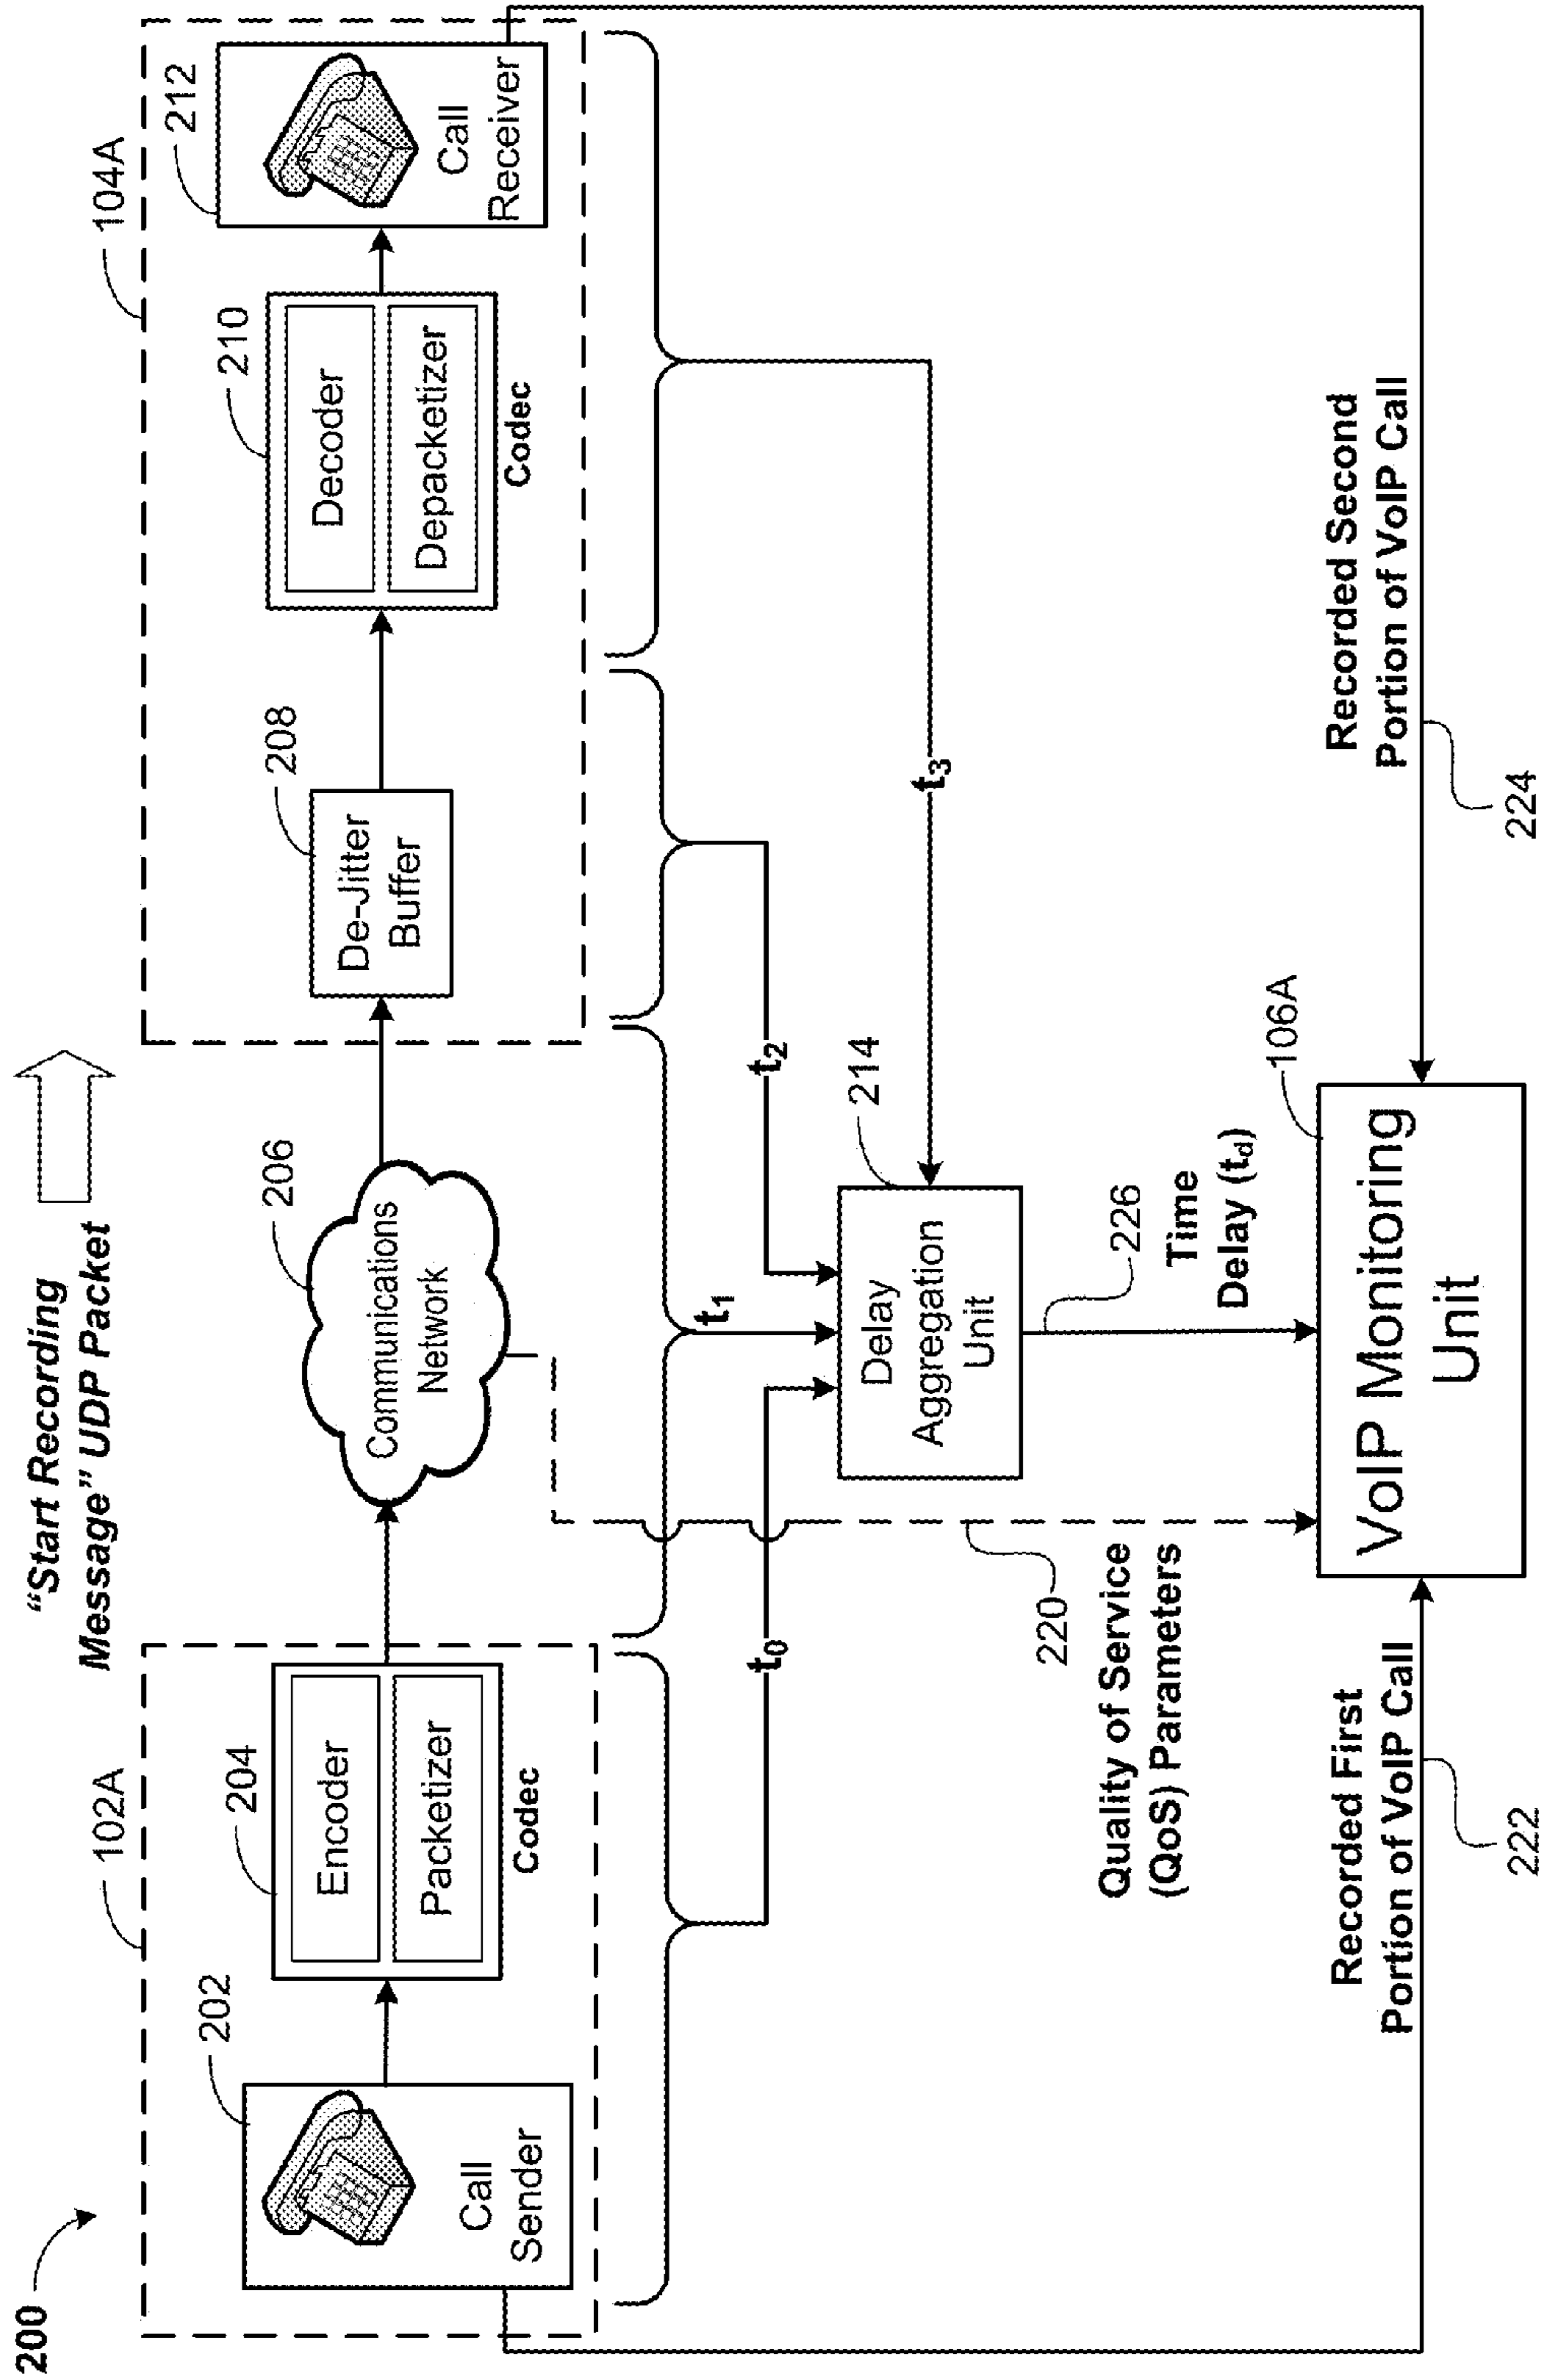 200
"Start Recording
Message" UDP Packet
102A
104A
202
Call
Sender
204
Encoder
Packetizer
Codec
206
Communications
Network
208
De-Jitter
Buffer
210
Decoder
Depacketizer
Codec
212
Call
Receiver
t0
t1
t2
t3
214
Delay
Aggregation
Unit
220
Quality of Service
(QoS) Parameters
226
Time
Delay (td)
106A
VoIP Monitoring
Unit
Recorded First
Portion of VoIP Call
222
Recorded Second
Portion of VoIP Call
224